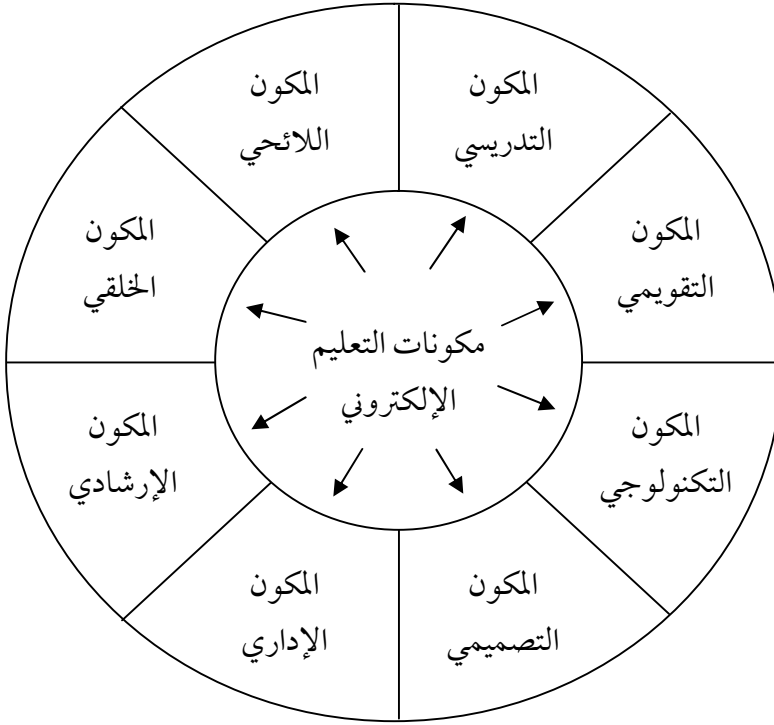 المكون
التدريسي
المكون
التقويمي
المكون
التكنولوجي
المكون
التصميمي
المكون
الإداري
المكون
الإرشادي
المكون
الخلقي
المكون
اللائحي
مكونات التعليم
الإلكتروني